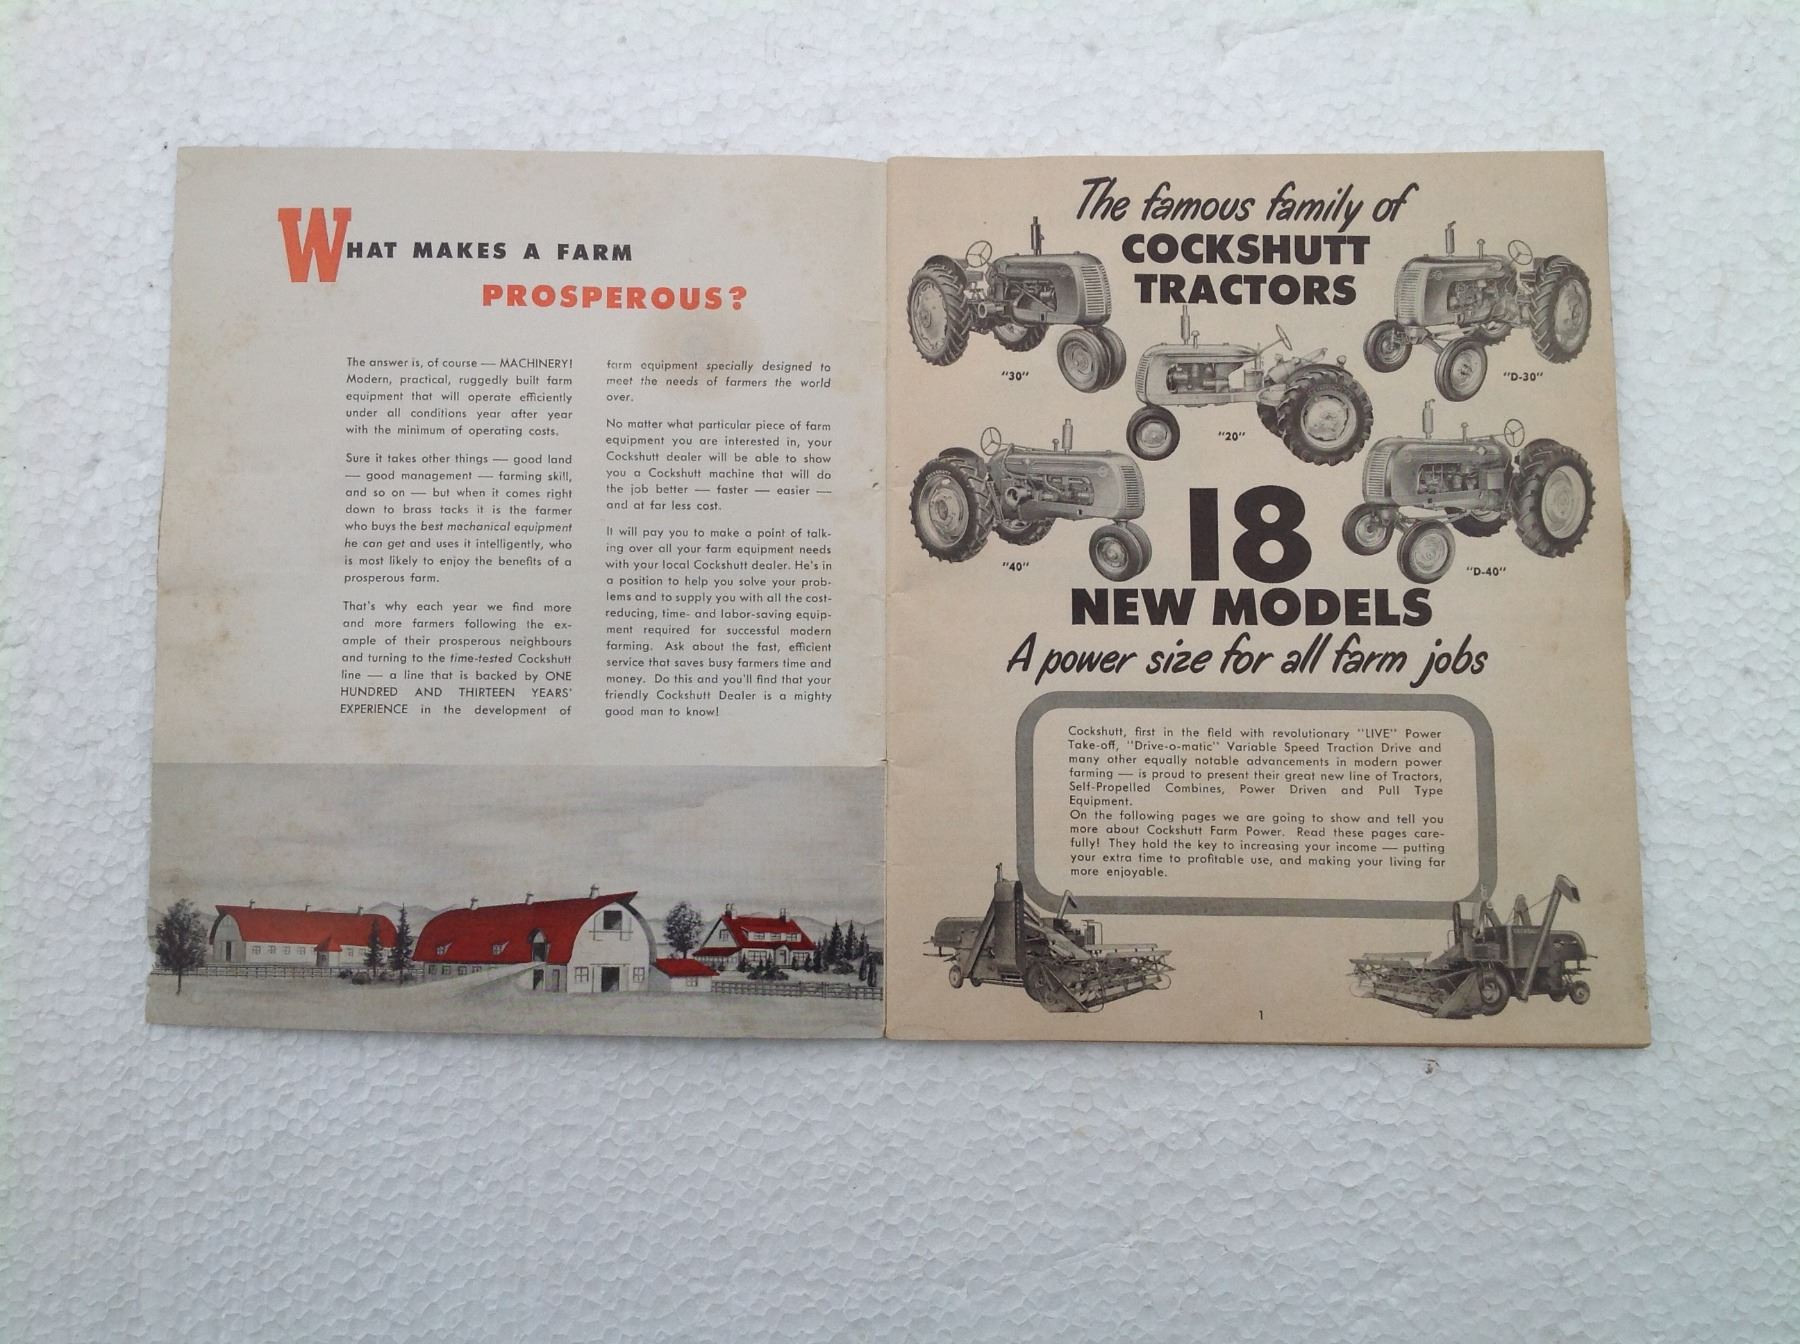 WHAT MAKES A FARM
PROSPEROUS?
The answer is, of course — MACHINERY!
Modern, practical, ruggedly built farm
equipment that will operate efficiently
under all conditions year after year
with the minimum of operating costs.
Sure it takes other things — good land
— good management — farming skill,
and so on — but when it comes right
down to brass tacks it is the farmer
who buys the best mechanical equipment
he can get and uses it intelligently, who
is most likely to enjoy the benefits of a
prosperous farm.
That's why each year we find more
and more farmers following the ex-
ample of their prosperous neighbours
and turning to the time-tested Cockshutt
line — a line that is backed by ONE
HUNDRED AND THIRTEEN YEARS'
EXPERIENCE in the development of
farm equipment specially designed to
meet the needs of farmers the world
over.
No matter what particular piece of farm
equipment you are interested in, your
Cockshutt dealer will be able to show
you a Cockshutt machine that will do
the job better — faster — easier —
and at far less cost.
It will pay you to make a point of talk-
ing over all your farm equipment needs
with your local Cockshutt dealer. He's in
a position to help you solve your prob-
lems and to supply you with all the cost-
reducing, time- and labor-saving equip-
ment required for successful modern
farming. Ask about the fast, efficient
service that saves busy farmers time and
money. Do this and you'll find that your
friendly Cockshutt Dealer is a mighty
good man to know!
The famous family of
COCKSHUTT
TRACTORS
"30"
"D-30"
"20"
"40"
"D-40"
18
NEW MODELS
A power size for all farm jobs
Cockshutt, first in the field with revolutionary "LIVE" Power
Take-off, "Drive-o-matic" Variable Speed Traction Drive and
many other equally notable advancements in modern power
farming — is proud to present their great new line of Tractors,
Self-Propelled Combines, Power Driven and Pull Type
Equipment.
On the following pages we are going to show and tell you
more about Cockshutt Farm Power. Read these pages care-
fully! They hold the key to increasing your income — putting
your extra time to profitable use, and making your living far
more enjoyable.
1